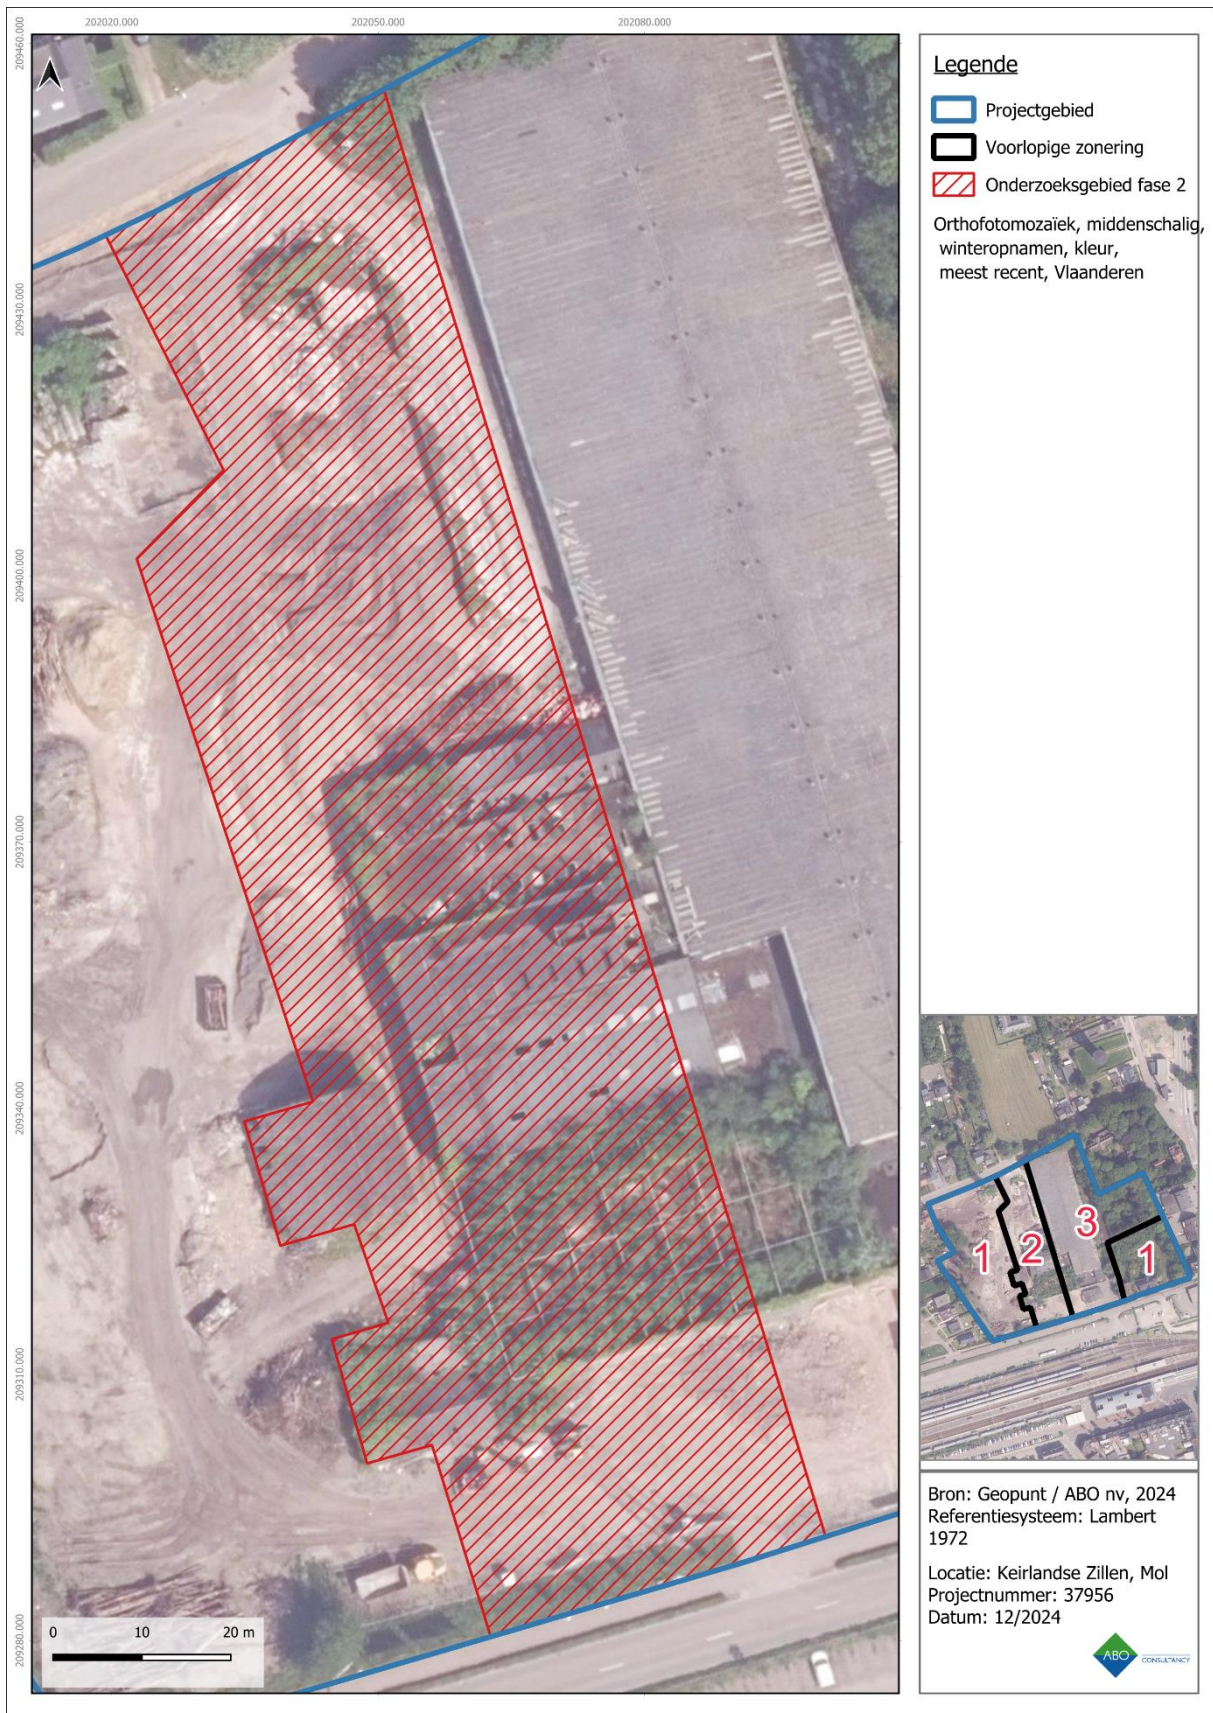 202020.000
202050.000
202080.000
209460.000
209430.000
209400.000
209370.000
209340.000
209310.000
209280.000
0 10 20 m
Legende
Projectgebied
Voorlopige zonering
Onderzoeksgebied fase 2
Orthofotomozaïek, middenschalig,
winteropnamen, kleur,
meest recent, Vlaanderen
1
2
3
1
Bron: Geopunt / ABO nv, 2024
Referentiesysteem: Lambert
1972
Locatie: Keirlandse Zillen, Mol
Projectnummer: 37956
Datum: 12/2024
ABO CONSULTANCY